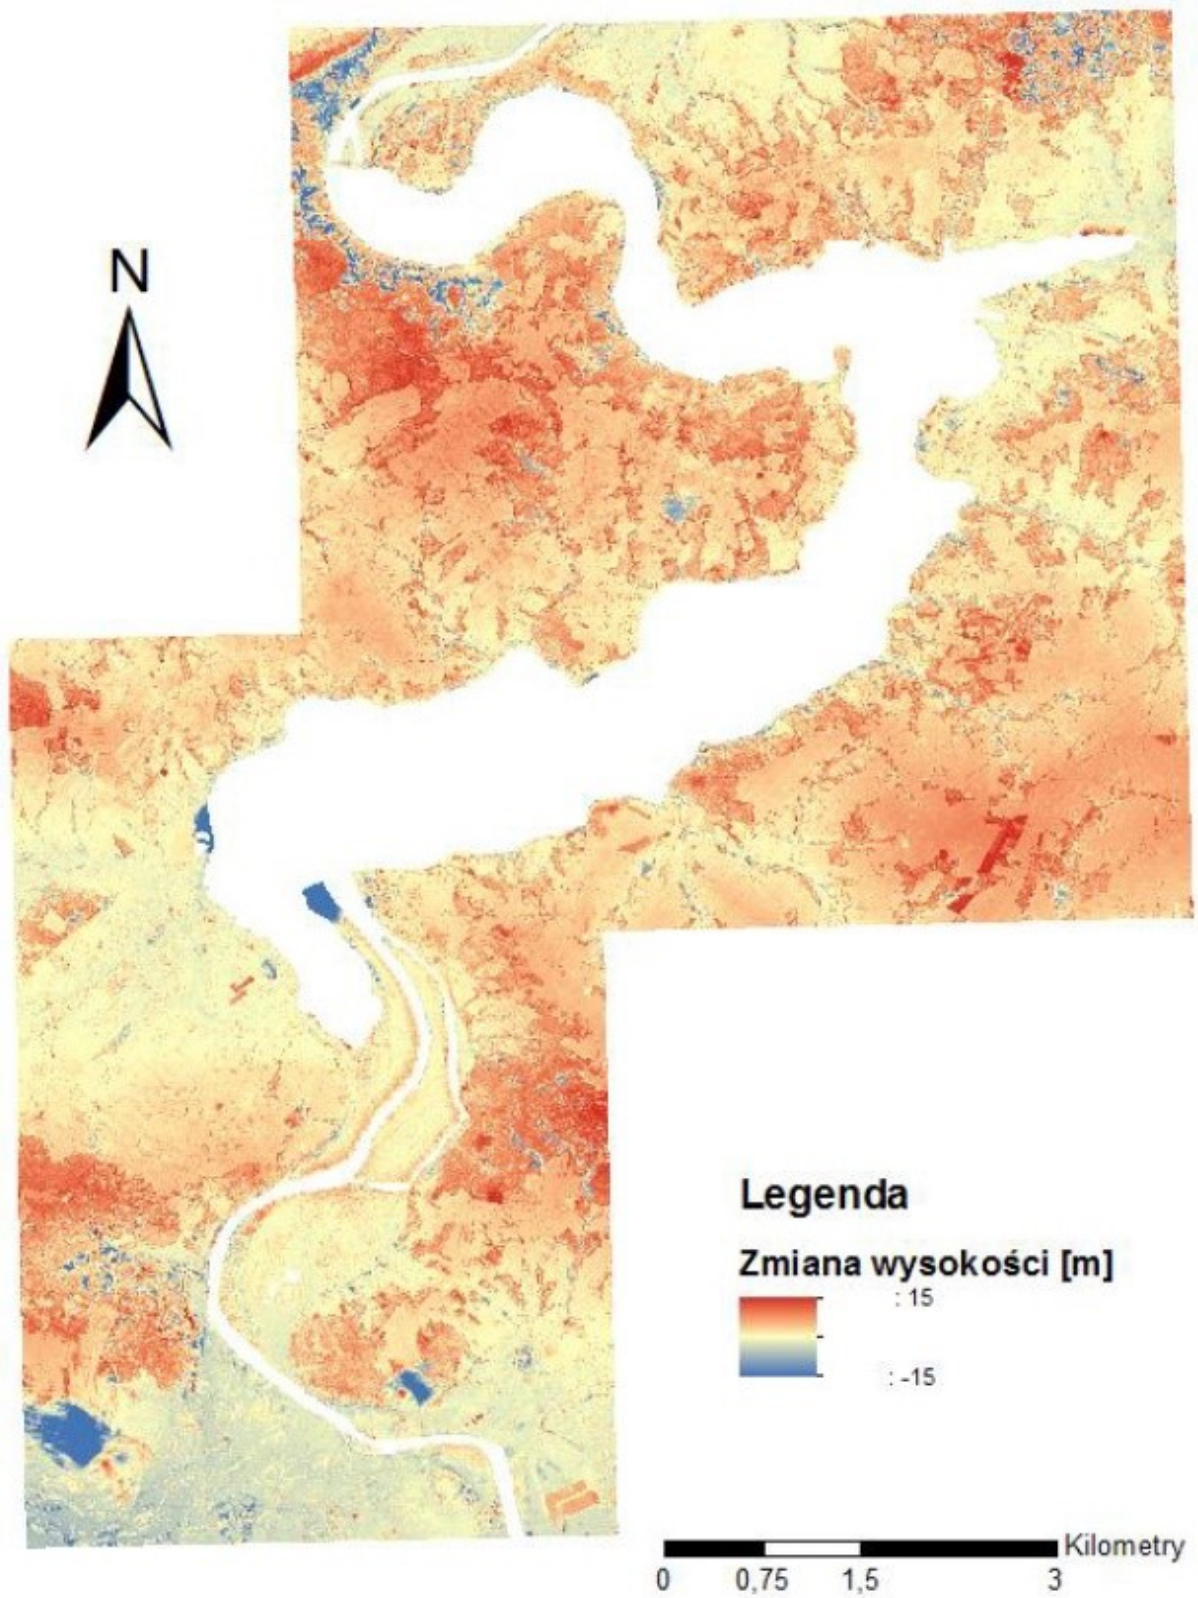 N
Legenda
Zmiana wysokości [m]
: 15
: -15
Kilometry
0 0,75 1,5 3